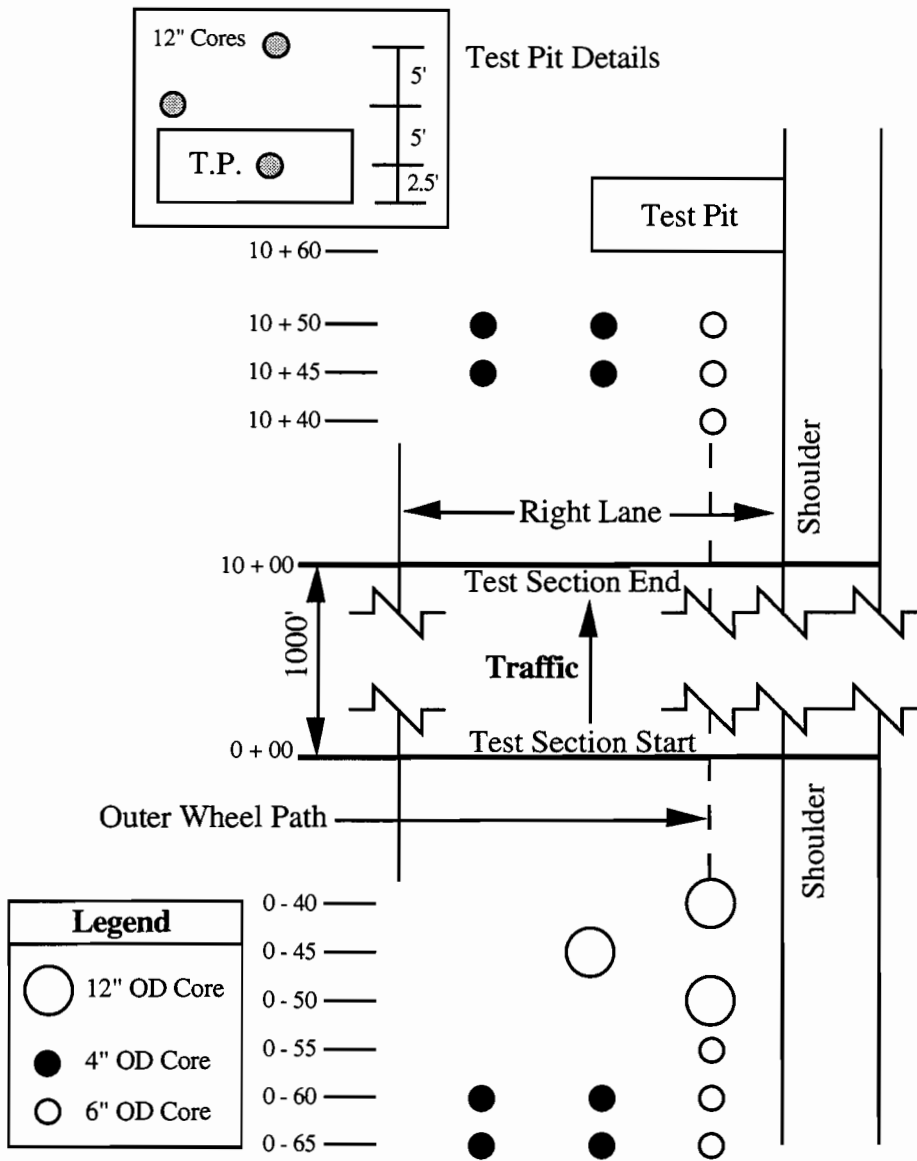 12" Cores
5'
5'
2.5'
T.P.
Test Pit Details
Test Pit
10 + 60
10 + 50
10 + 45
10 + 40
Shoulder
Right Lane
10 + 00
Test Section End
1000'
Traffic
Test Section Start
0 + 00
Outer Wheel Path
Shoulder
Legend
12" OD Core
4" OD Core
6" OD Core
0 - 40
0 - 45
0 - 50
0 - 55
0 - 60
0 - 65